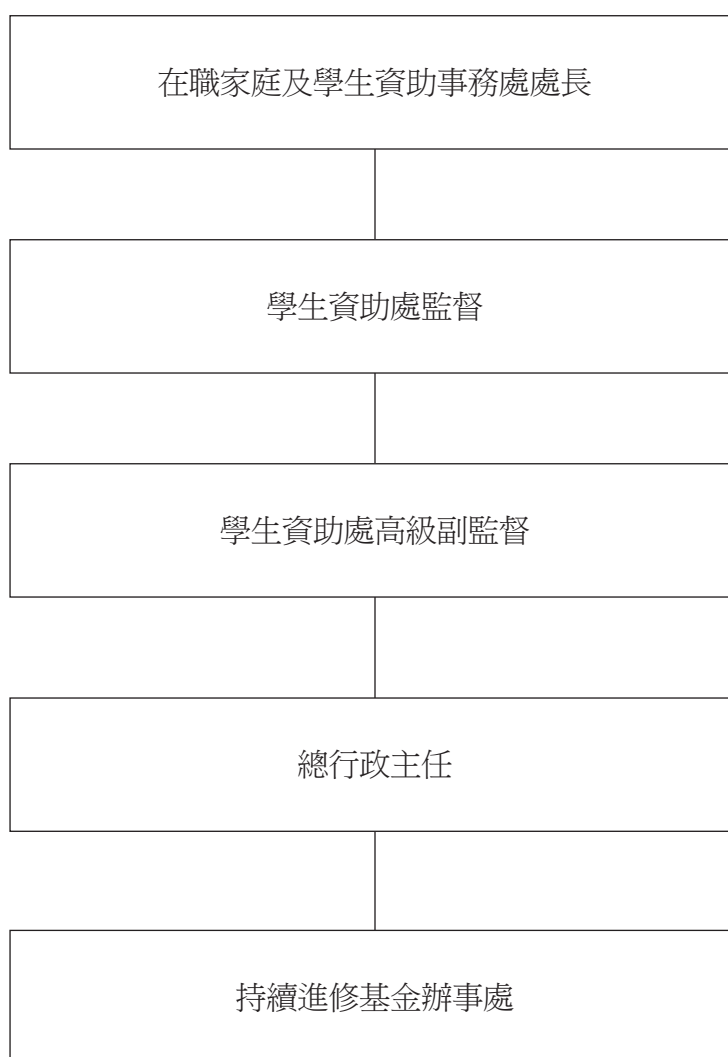 在職家庭及學生資助事務處處長
學生資助處監督
學生資助處高級副監督
總行政主任
持續進修基金辦事處